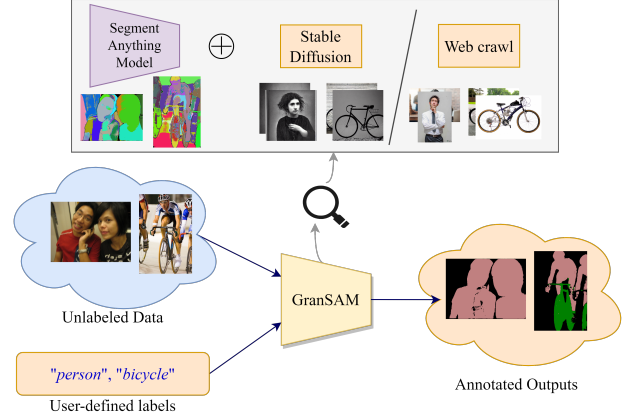 Segment
Anything
Model
Stable
Diffusion
Web crawl
Unlabeled Data
GranSAM
"person", "bicycle"
User-defined labels
Annotated Outputs